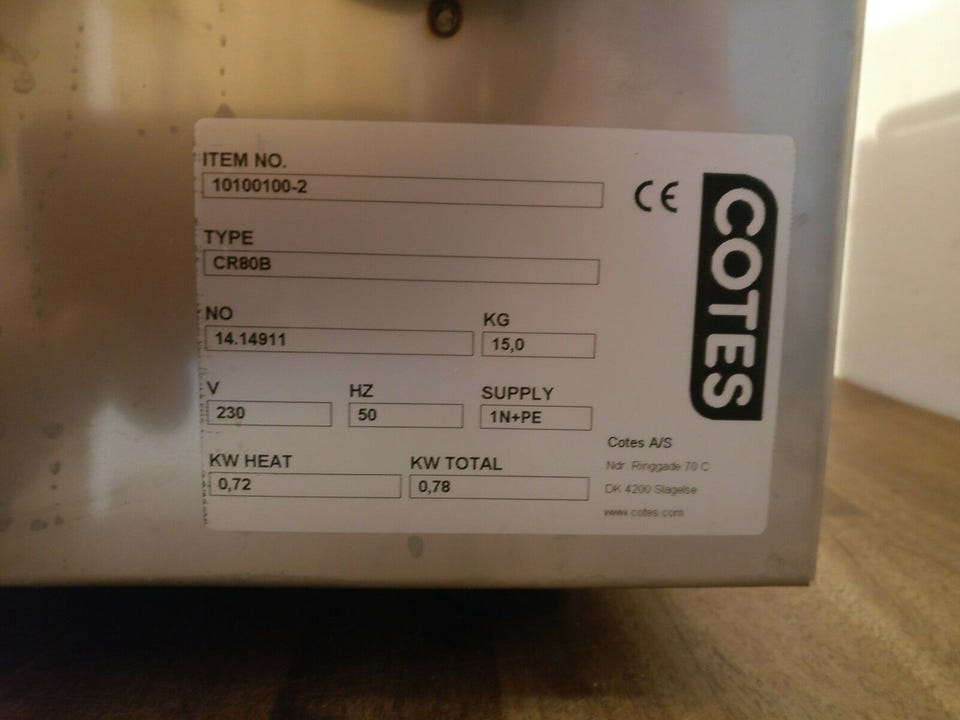 ITEM NO.
10100100-2
CE
COTES
TYPE
CR80B
NO
KG
14.14911
15,0
V
HZ
SUPPLY
230
50
1N+PE
KW HEAT
KW TOTAL
0,72
0,78
Cotes A/S
Ndr. Ringgade 70 C
DK 4200 Slagelse
www.cotes.com